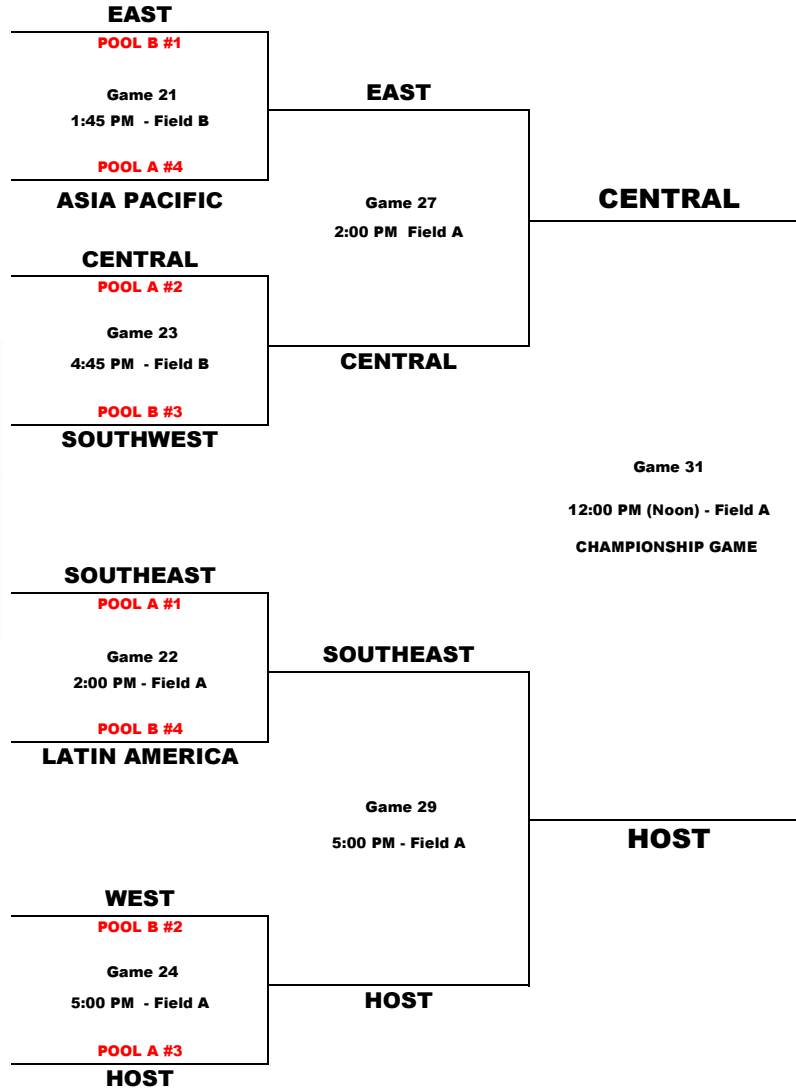 EAST
POOL B #1
Game 21
1:45 PM - Field B
POOL A #4
ASIA PACIFIC
CENTRAL
POOL A #2
Game 23
4:45 PM - Field B
POOL B #3
SOUTHWEST
SOUTHEAST
POOL A #1
Game 22
2:00 PM - Field A
POOL B #4
LATIN AMERICA
WEST
POOL B #2
Game 24
5:00 PM - Field A
POOL A #3
HOST
EAST
Game 27
2:00 PM Field A
CENTRAL
SOUTHEAST
Game 29
5:00 PM - Field A
HOST
CENTRAL
Game 31
12:00 PM (Noon) - Field A
CHAMPIONSHIP GAME
HOST